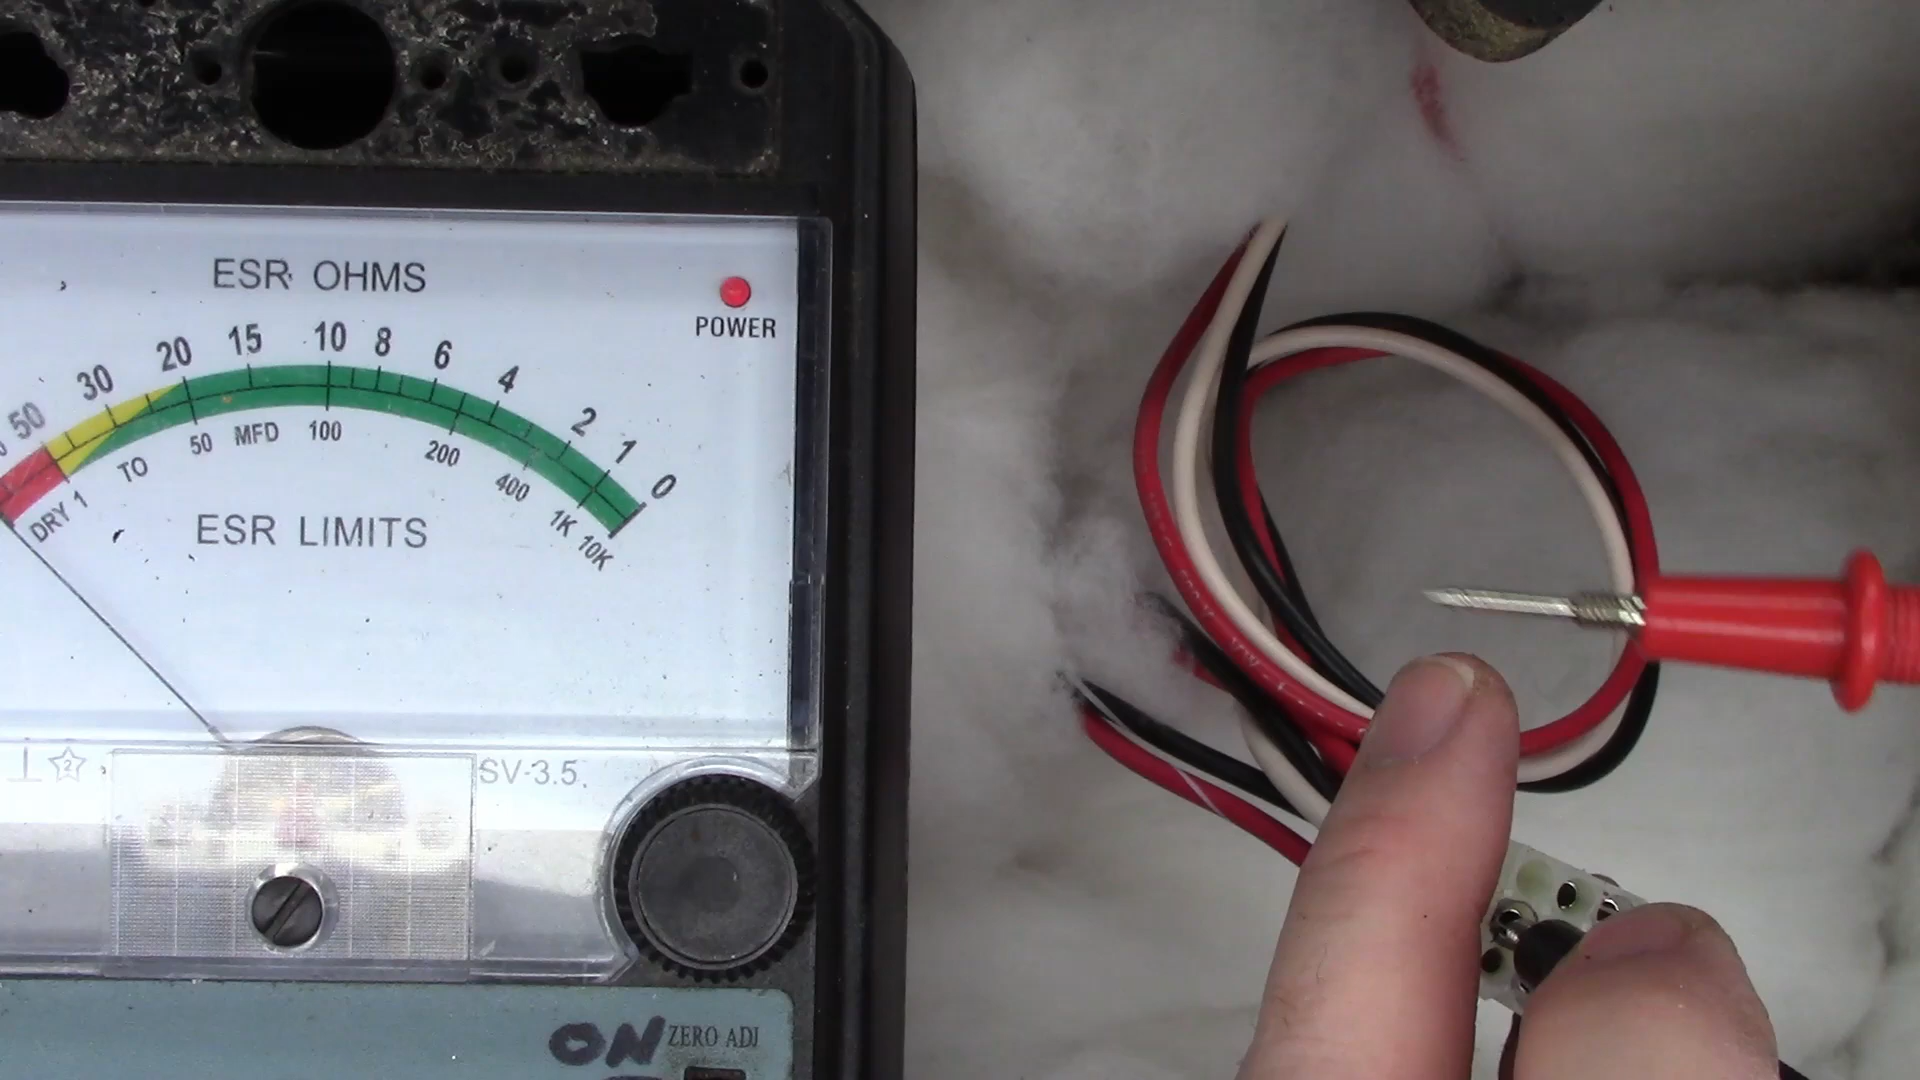 ESR OHMS
POWER
50 30 20 15 10 8 6 4 2 1 0
DRY 1 TO 50 MFD 100 200 400 1K 10K
ESR LIMITS
2
SV-3.5
ON ZERO ADJ